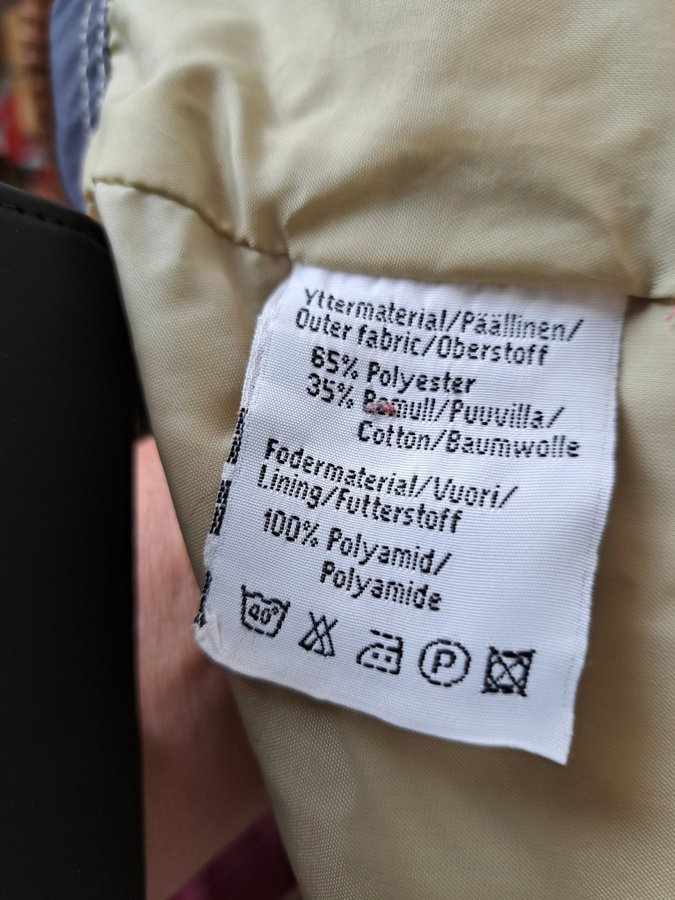 Yttermaterial/Päällinen/
Outer fabric/Oberstoff
65% Polyester
35% Bomull/Puuvilla/
Cotton/Baumwolle
Fodermaterial/Vuori/
Lining/Futterstoff
100% Polyamid/
Polyamide
40° P